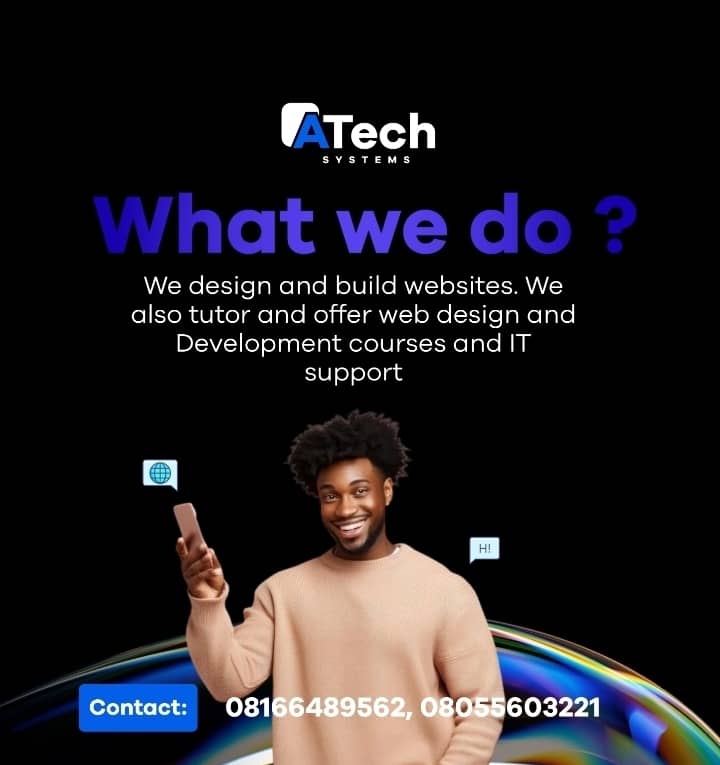 ATech
SYSTEMS
What we do ?
We design and build websites. We
also tutor and offer web design and
Development courses and IT
support
HI!
Contact: 08166489562, 08055603221